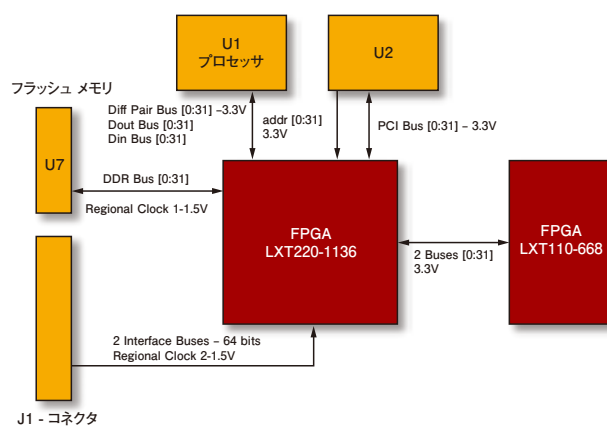 U1
プロセッサ
U2
フラッシュ メモリ
Diff Pair Bus [0:31] –3.3V
Dout Bus [0:31]
Din Bus [0:31]
addr [0:31]
3.3V
PCI Bus [0:31] – 3.3V
U7
DDR Bus [0:31]
Regional Clock 1-1.5V
FPGA
LXT220-1136
2 Buses [0:31]
3.3V
FPGA
LXT110-668
2 Interface Buses – 64 bits
Regional Clock 2-1.5V
J1 - コネクタ